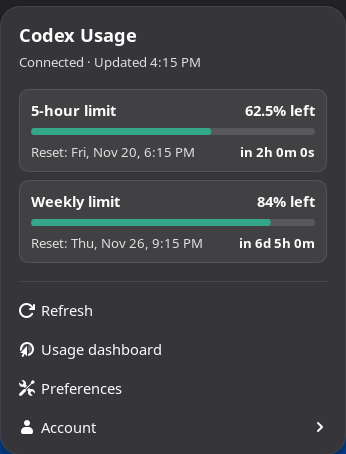 Codex Usage
Connected · Updated 4:15 PM
5-hour limit 62.5% left
Reset: Fri, Nov 20, 6:15 PM in 2h 0m 0s
Weekly limit 84% left
Reset: Thu, Nov 26, 9:15 PM in 6d 5h 0m
Refresh
Usage dashboard
Preferences
Account